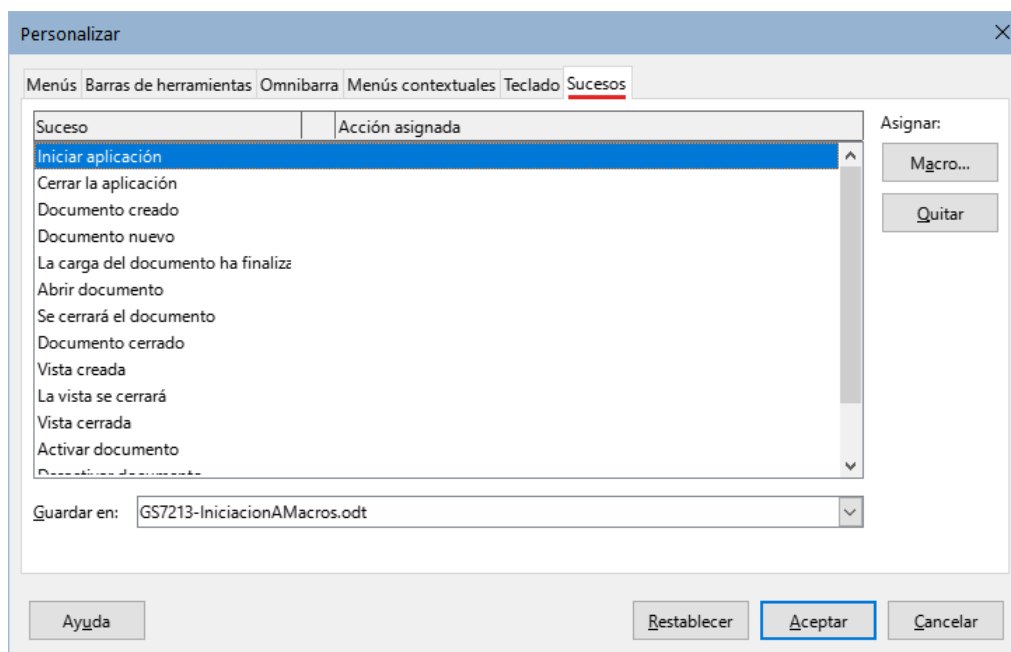 Personalizar
Menús Barras de herramientas Omnibarra Menús contextuales Teclado Sucesos
Suceso Acción asignada Asignar:
Iniciar aplicación
Macro...
Cerrar la aplicación
Documento creado
Quitar
Documento nuevo
La carga del documento ha finaliza
Abrir documento
Se cerrará el documento
Documento cerrado
Vista creada
La vista se cerrará
Vista cerrada
Activar documento
Desactivar documento
Guardar en: GS7213-IniciacionAMacros.odt
Ayuda Restablecer Aceptar Cancelar